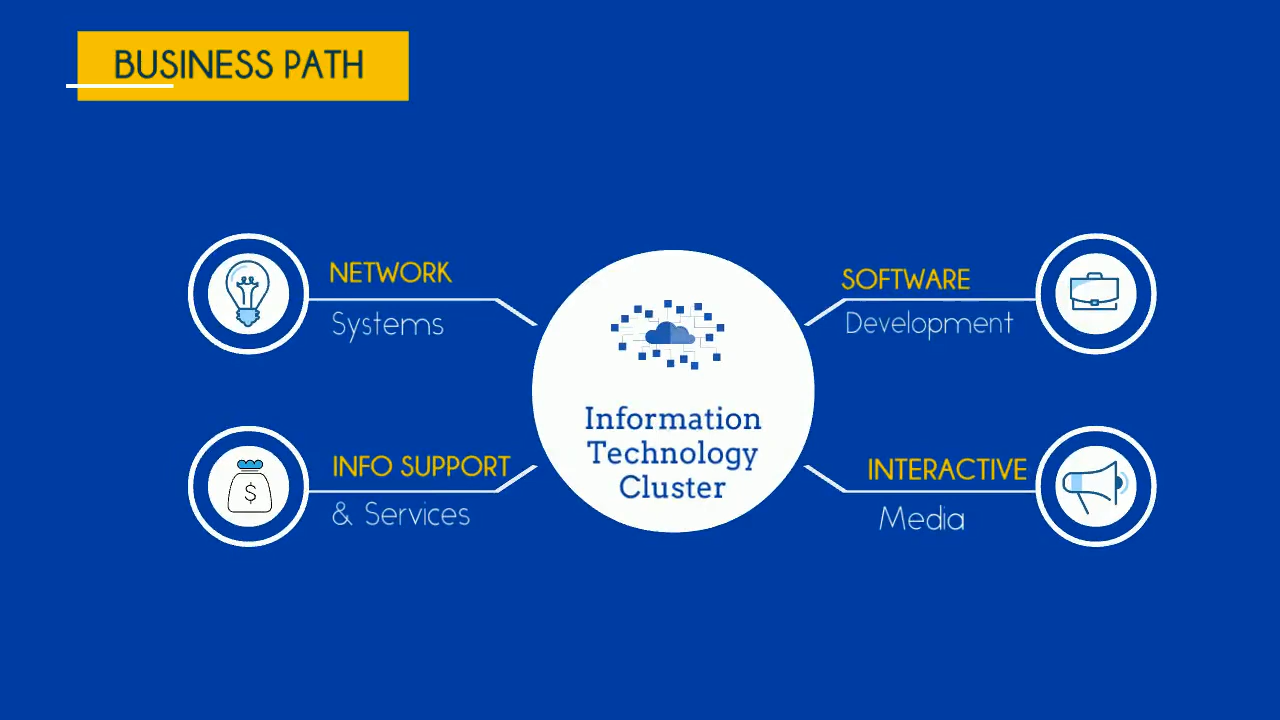 BUSINESS PATH
NETWORK
Systems
INFO SUPPORT
& Services
Information
Technology
Cluster
SOFTWARE
Development
INTERACTIVE
Media
$